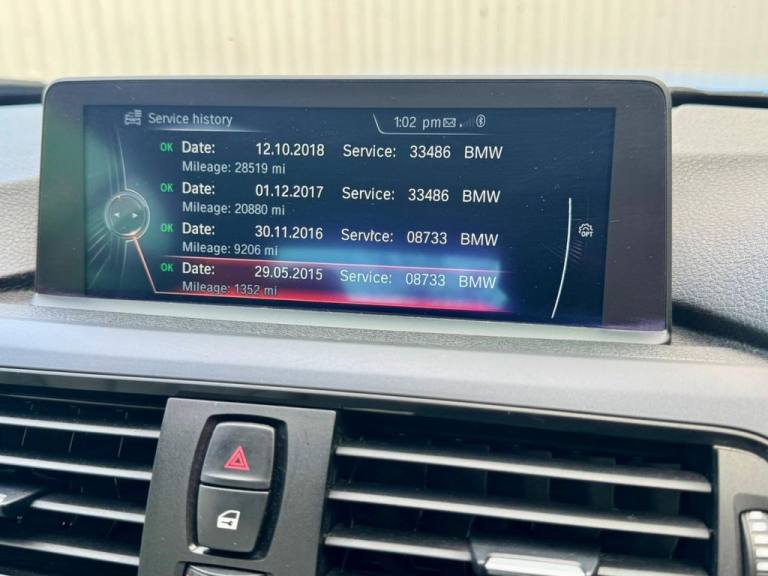 Service history
1:02 pm
OK Date: 12.10.2018 Service: 33486 BMW
Mileage: 28519 mi
OK Date: 01.12.2017 Service: 33486 BMW
Mileage: 20880 mi
OK Date: 30.11.2016 Service: 08733 BMW
Mileage: 9206 mi
OPT
OK Date: 29.05.2015 Service: 08733 BMW
Mileage: 1352 mi